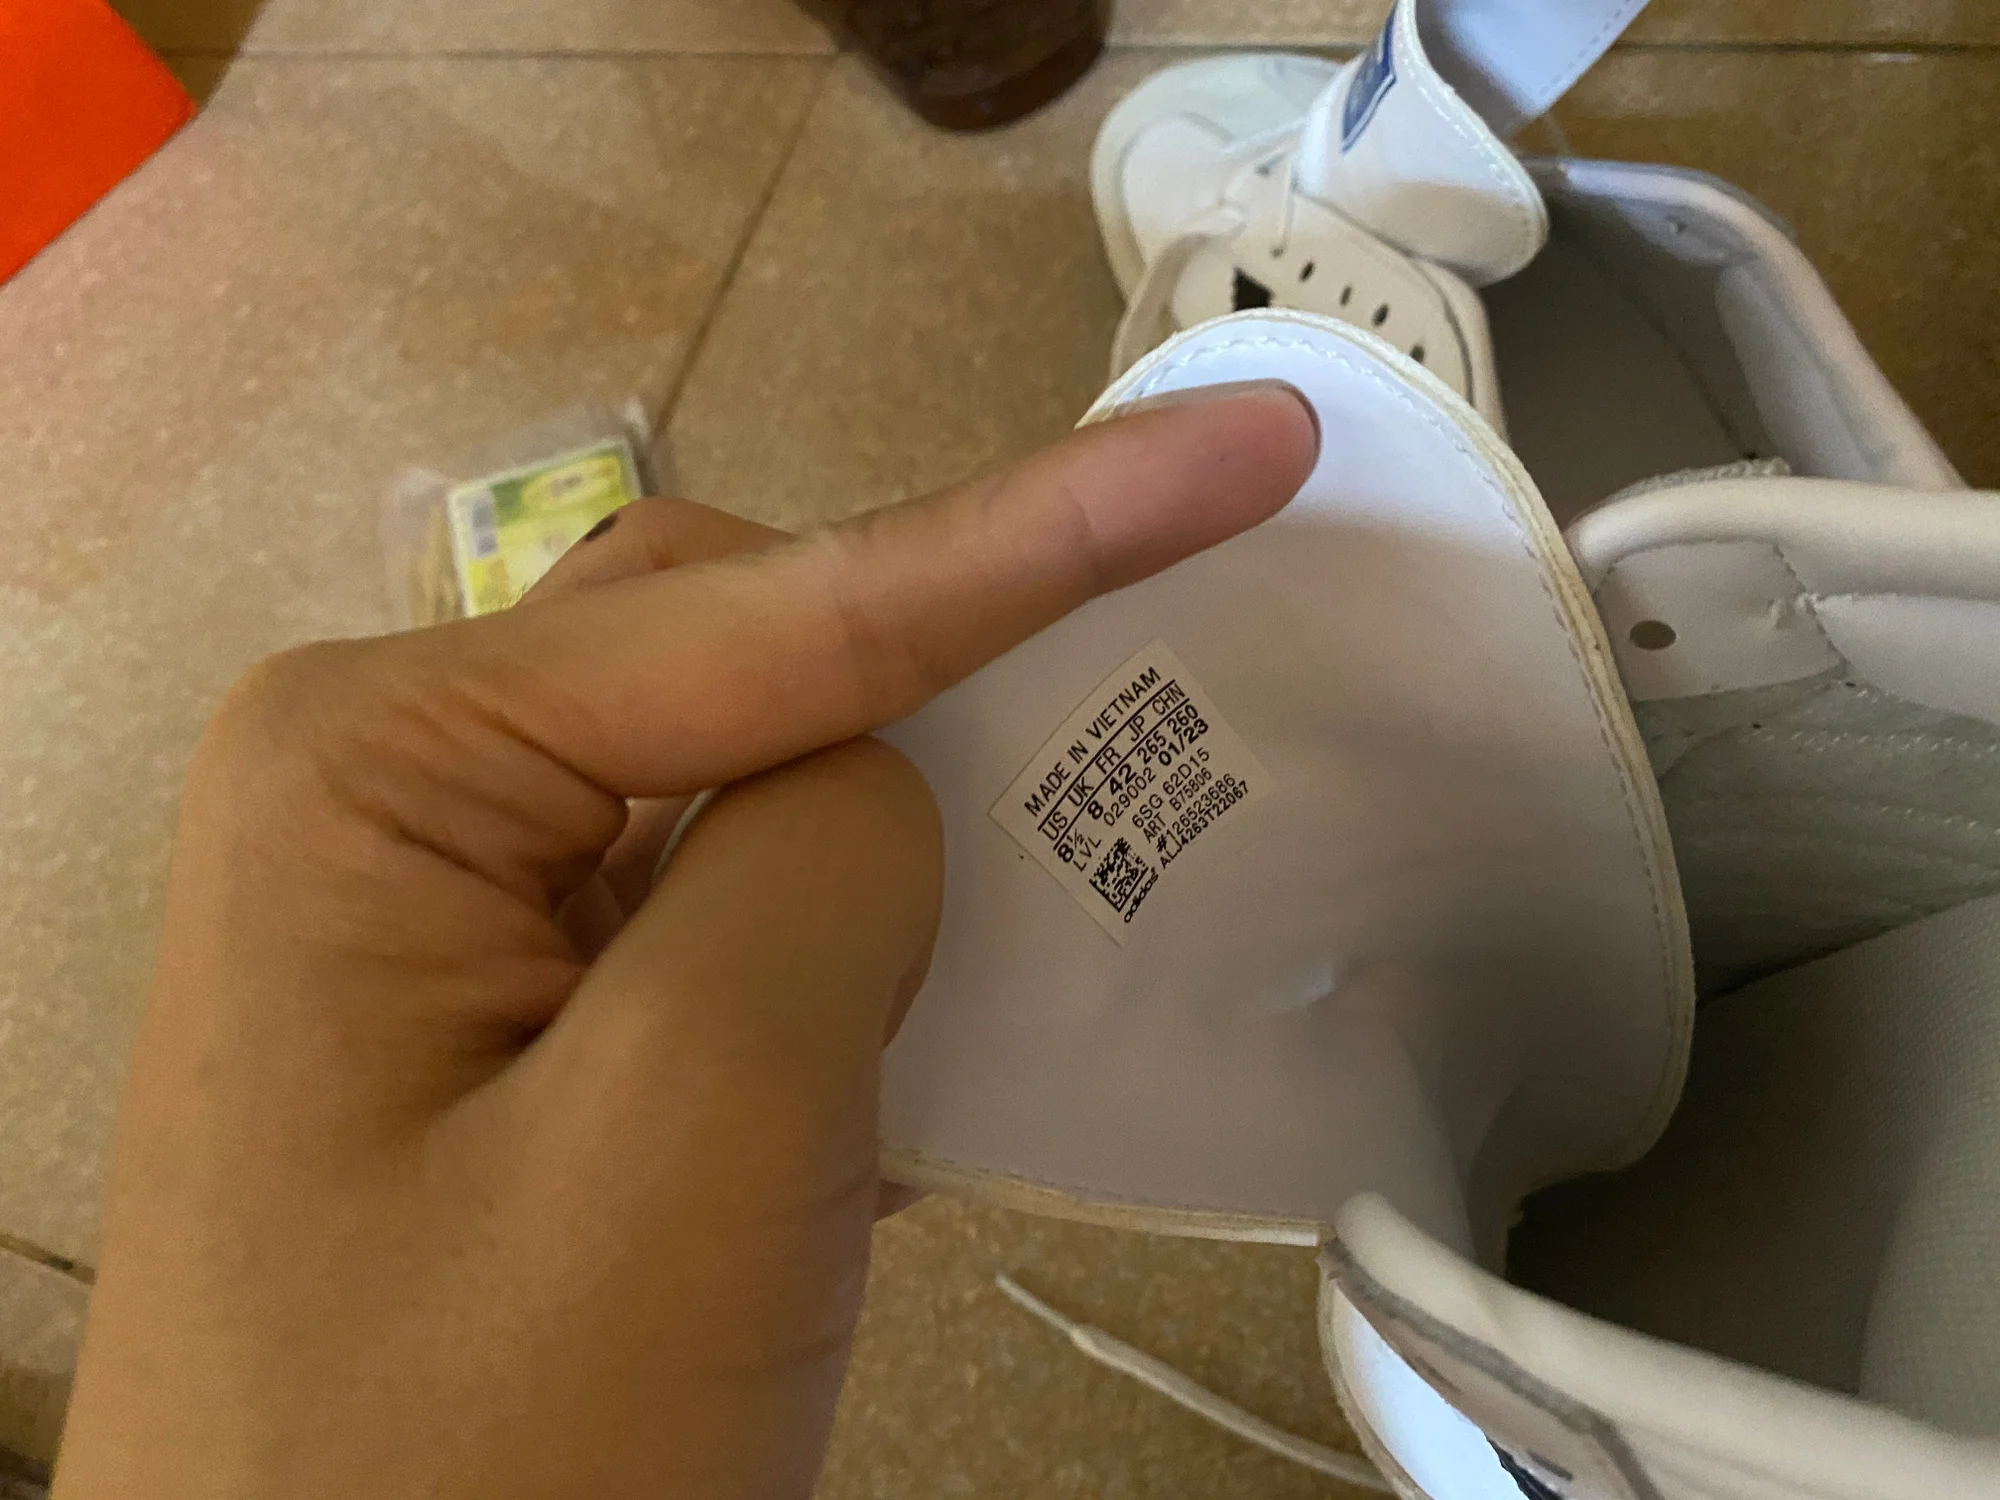 MADE IN VIETNAM
US UK FR JP CHN
8½ 8 42 265 260
LVL 029002 01/23
6SG 62D15
ART B75806
#126523686
adidas ALJ4263T22067